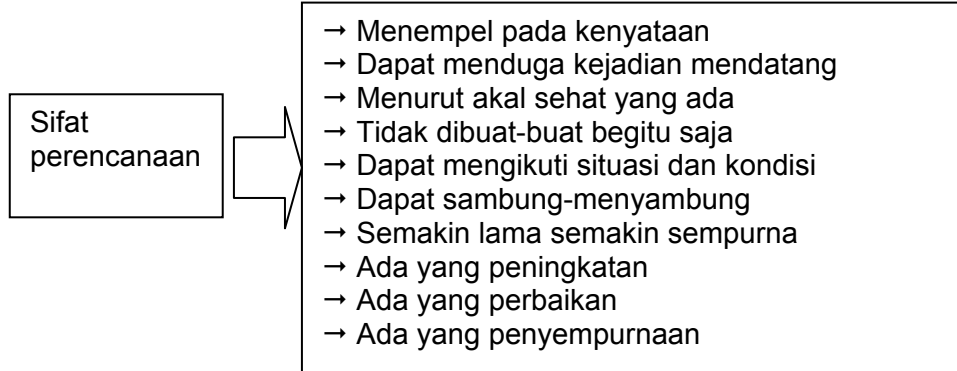 Sifat
perencanaan
→ Menempel pada kenyataan
→ Dapat menduga kejadian mendatang
→ Menurut akal sehat yang ada
→ Tidak dibuat-buat begitu saja
→ Dapat mengikuti situasi dan kondisi
→ Dapat sambung-menyambung
→ Semakin lama semakin sempurna
→ Ada yang peningkatan
→ Ada yang perbaikan
→ Ada yang penyempurnaan